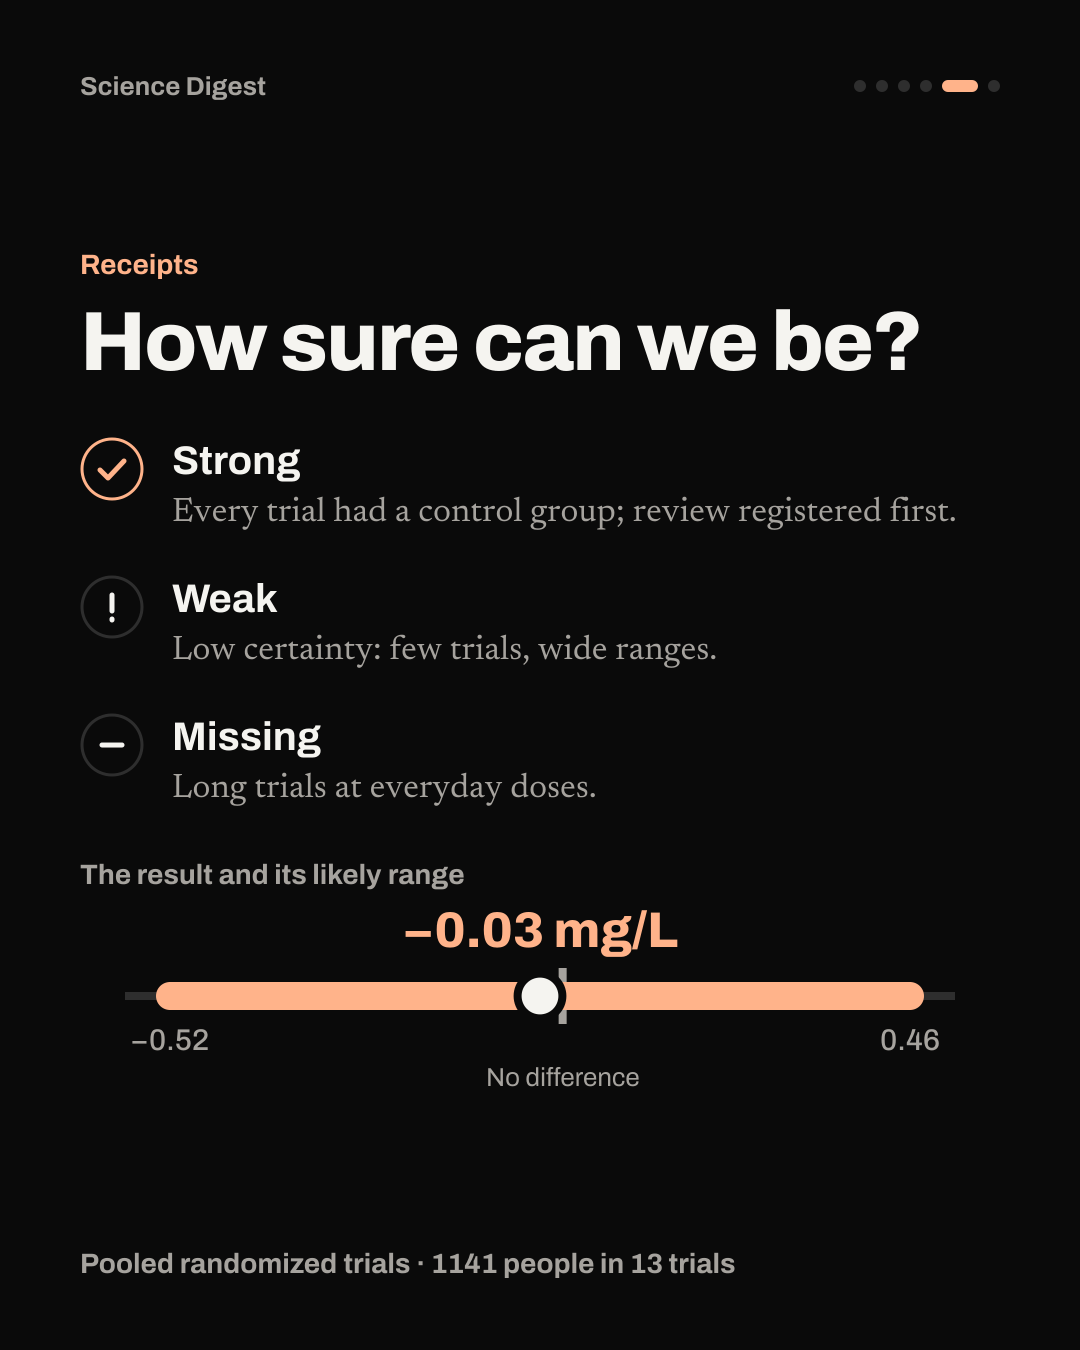 Science Digest
Receipts
How sure can we be?
Strong
Every trial had a control group; review registered first.
Weak
Low certainty: few trials, wide ranges.
Missing
Long trials at everyday doses.
The result and its likely range
−0.03 mg/L
−0.52
0.46
No difference
Pooled randomized trials · 1141 people in 13 trials